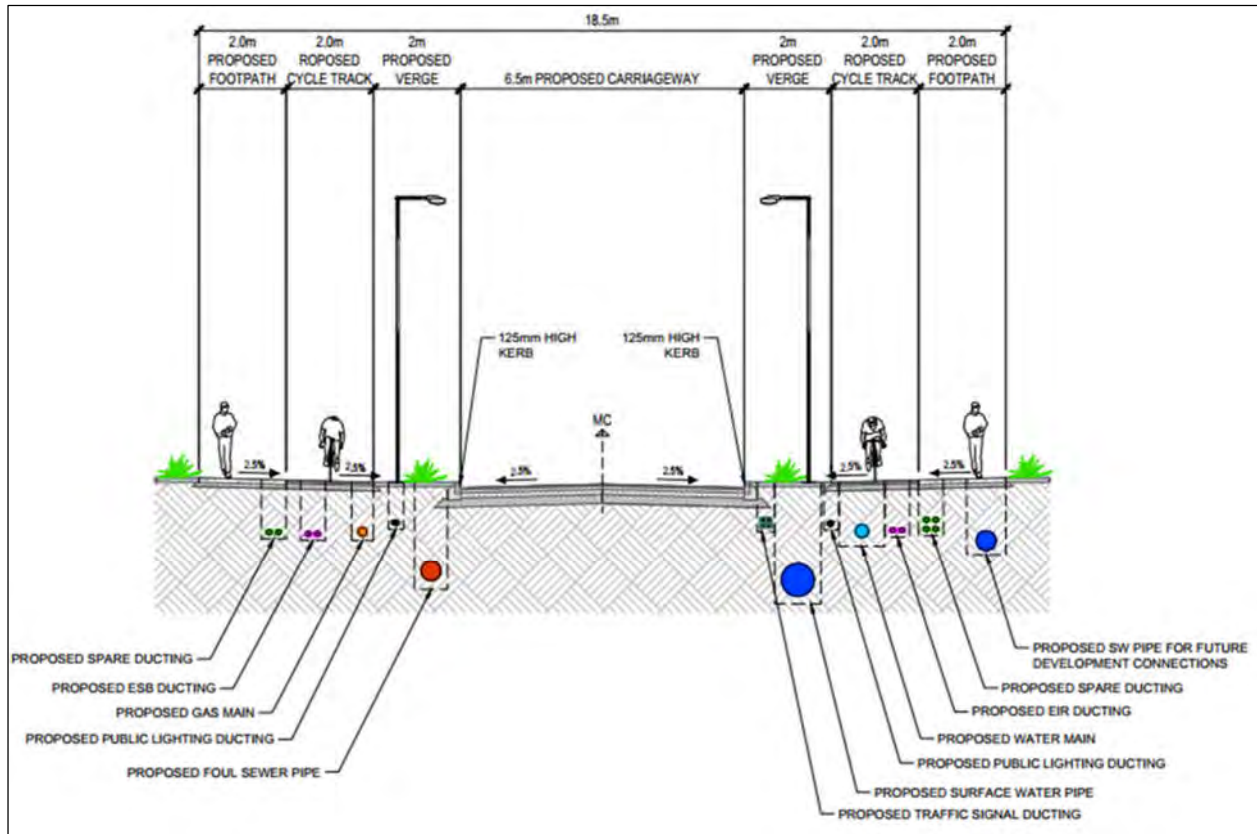 18.5m
2.0m
PROPOSED
FOOTPATH
2.0m
ROPOSED
CYCLE TRACK
2m
PROPOSED
VERGE
6.5m PROPOSED CARRIAGEWAY
2m
PROPOSED
VERGE
2.0m
ROPOSED
CYCLE TRACK
2.0m
PROPOSED
FOOTPATH
125mm HIGH
KERB
125mm HIGH
KERB
MC
2.5%
2.5%
2.5%
2.5%
2.5%
2.5%
PROPOSED SPARE DUCTING
PROPOSED ESB DUCTING
PROPOSED GAS MAIN
PROPOSED PUBLIC LIGHTING DUCTING
PROPOSED FOUL SEWER PIPE
PROPOSED SW PIPE FOR FUTURE
DEVELOPMENT CONNECTIONS
PROPOSED SPARE DUCTING
PROPOSED EIR DUCTING
PROPOSED WATER MAIN
PROPOSED PUBLIC LIGHTING DUCTING
PROPOSED SURFACE WATER PIPE
PROPOSED TRAFFIC SIGNAL DUCTING